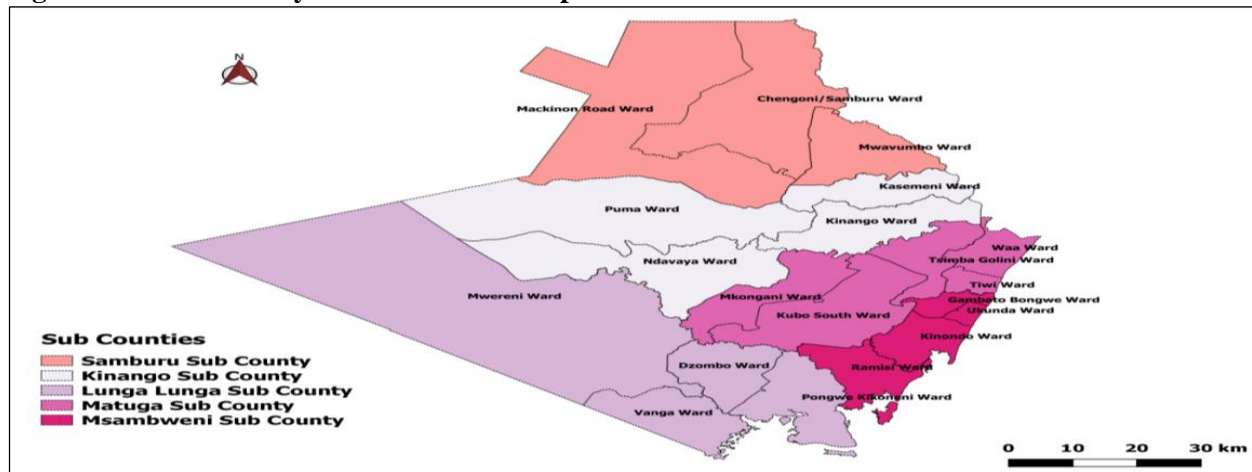 N
Mackinon Road Ward
Chengoni/Samburu Ward
Mwavumbo Ward
Kasemeni Ward
Puma Ward
Kinango Ward
Waa Ward
Tsimba Golini Ward
Ndavaya Ward
Tiwi Ward
Mwereni Ward
Mkongani Ward
Gambato Bongwe Ward
Ukunda Ward
Kubo South Ward
Kinondo Ward
Dzombo Ward
Ramisi Ward
Pongwe Kikoneni Ward
Vanga Ward
Sub Counties
Samburu Sub County
Kinango Sub County
Lunga Lunga Sub County
Matuga Sub County
Msambweni Sub County
0 10 20 30 km